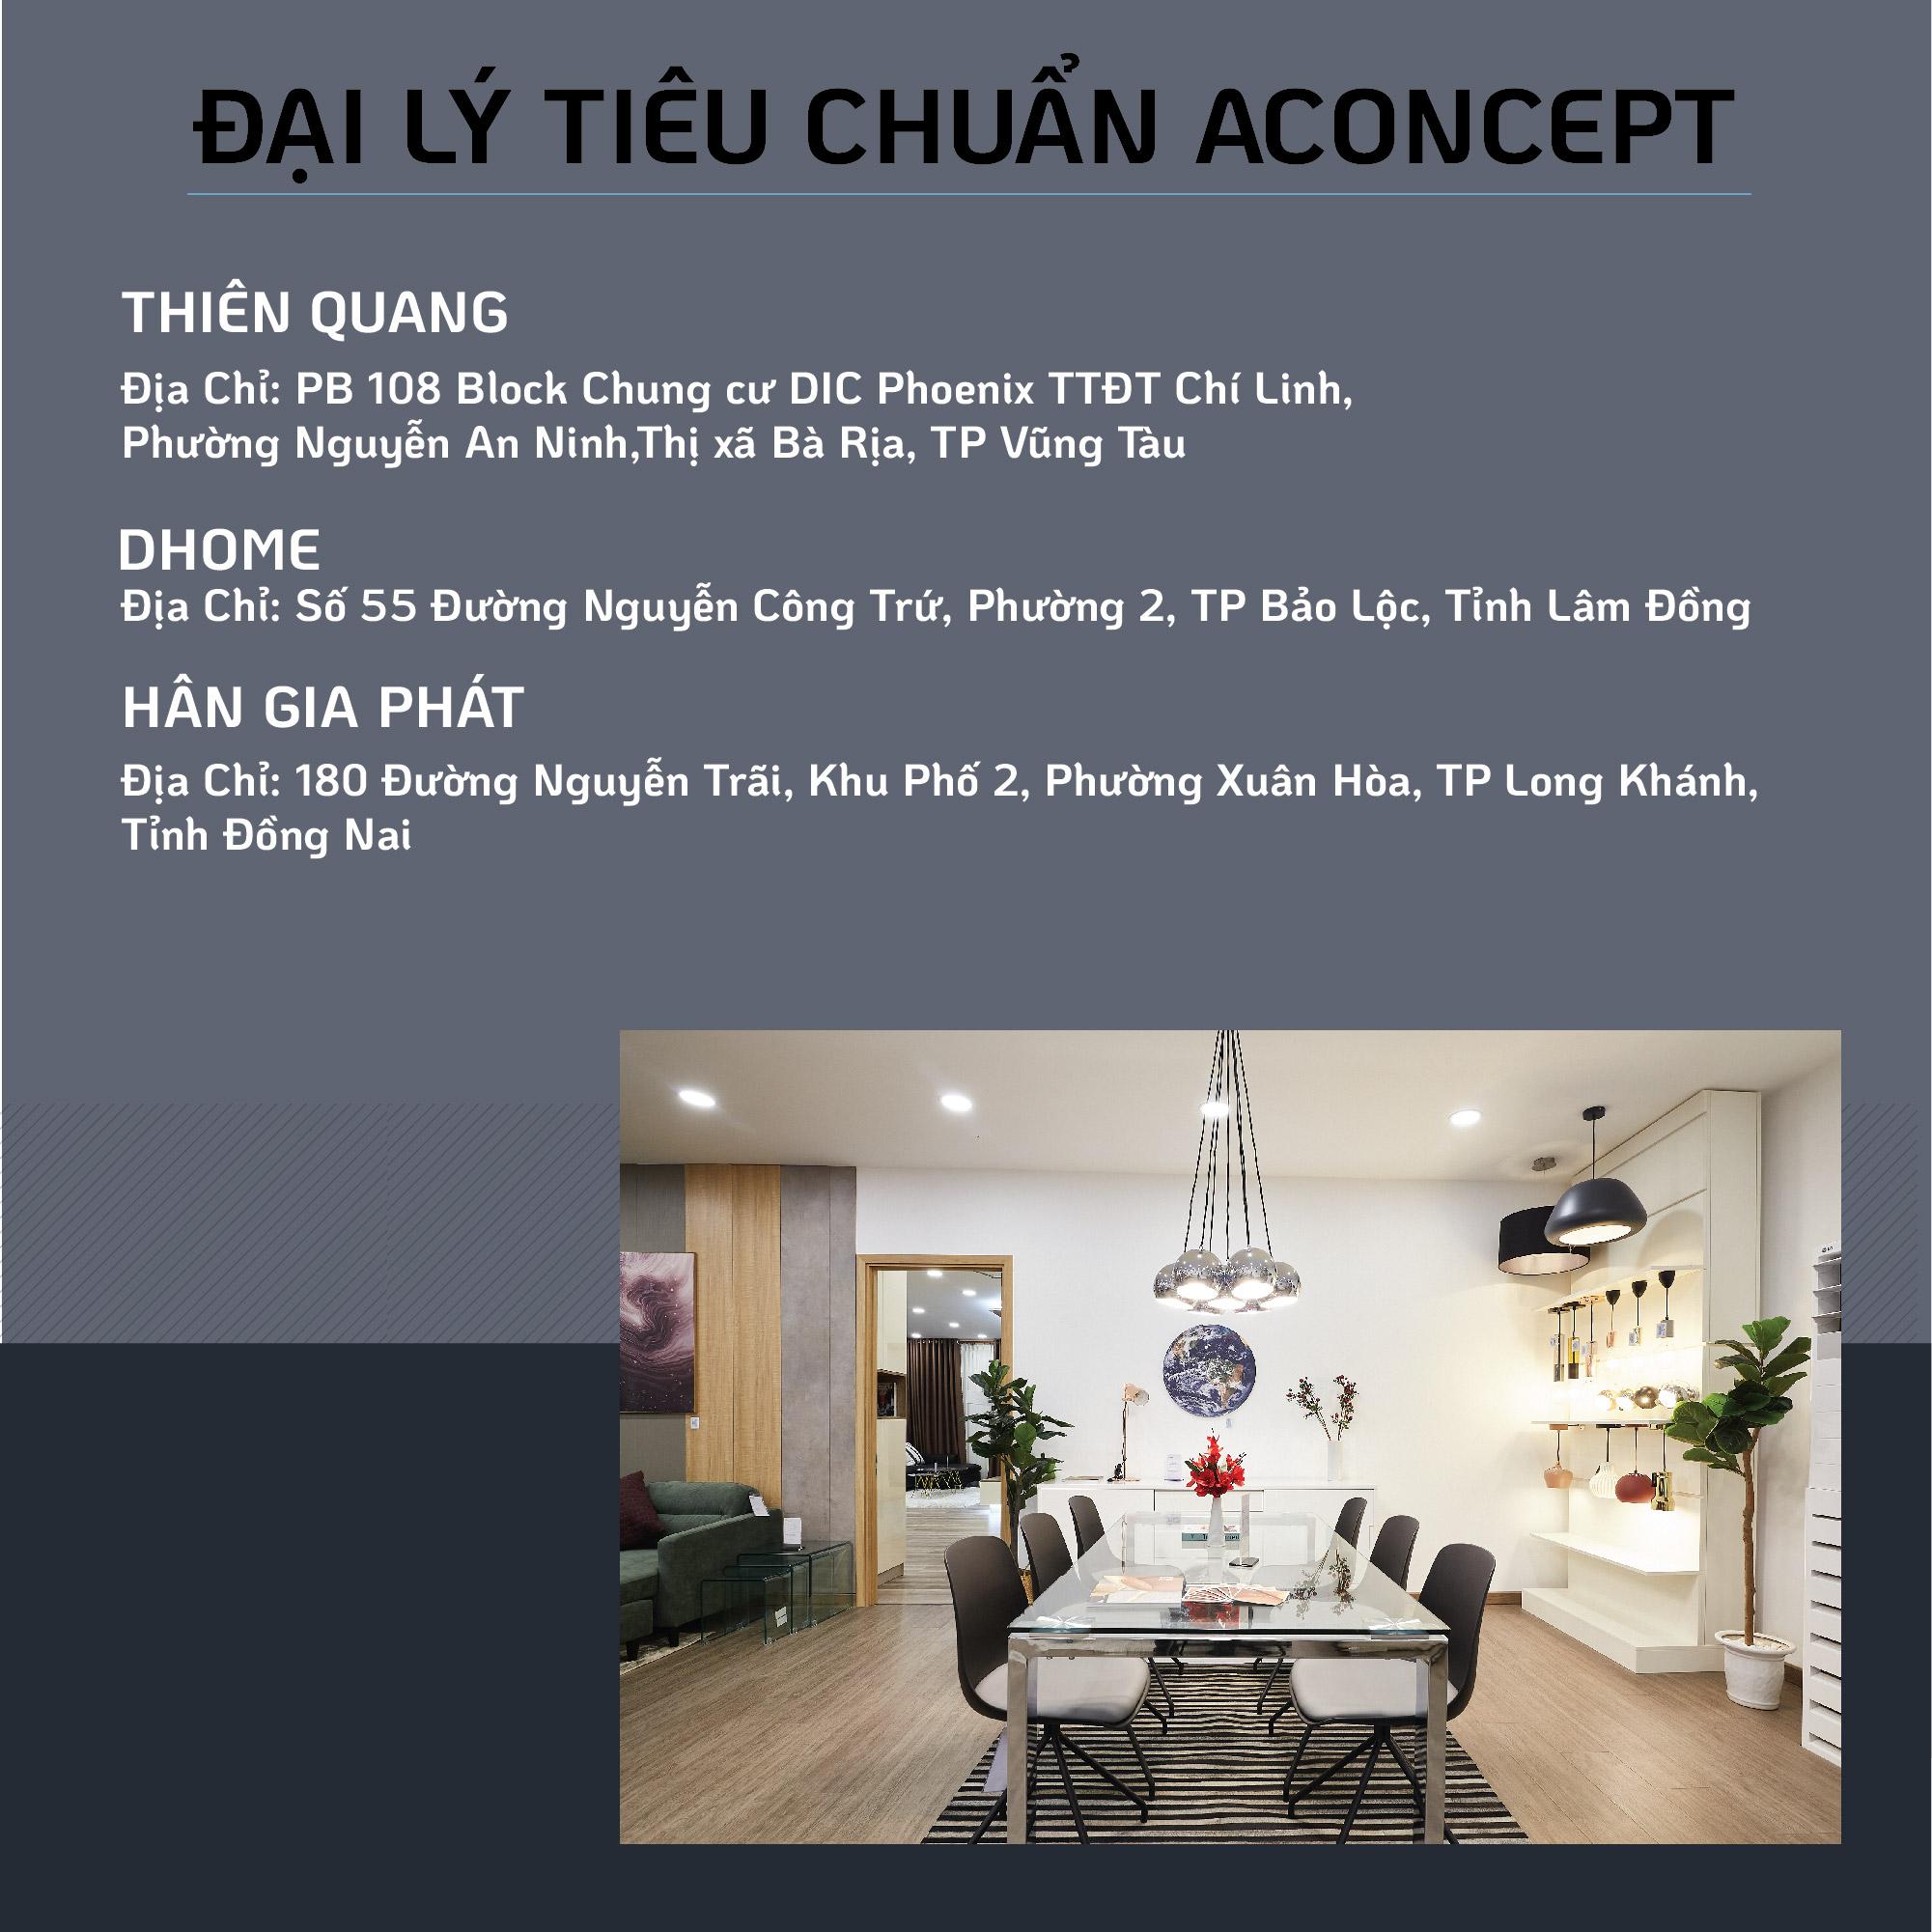 ĐẠI LÝ TIÊU CHUẨN ACONCEPT
THIÊN QUANG
Địa Chỉ: PB 108 Block Chung cư DIC Phoenix TTĐT Chí Linh,
Phường Nguyễn An Ninh,Thị xã Bà Rịa, TP Vũng Tàu
DHOME
Địa Chỉ: Số 55 Đường Nguyễn Công Trứ, Phường 2, TP Bảo Lộc, Tỉnh Lâm Đồng
HÂN GIA PHÁT
Địa Chỉ: 180 Đường Nguyễn Trãi, Khu Phố 2, Phường Xuân Hòa, TP Long Khánh,
Tỉnh Đồng Nai